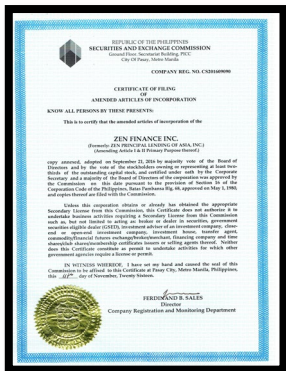 REPUBLIC OF THE PHILIPPINES
SECURITIES AND EXCHANGE COMMISSION
Ground Floor. Secretariat Building, PICC
City Of Pasay, Metro Manila
COMPANY REG. NO. CS201609090
CERTIFICATE OF FILING
OF
AMENDED ARTICLES OF INCORPORATION
KNOW ALL PERSONS BY THESE PRESENTS:
This is to certify that the amended articles of incorporation of the
ZEN FINANCE INC.
(Formerly: ZEN PRINCIPAL LENDING OF ASIA, INC.)
(Amending Article I & II Primary Purpose thereof.)
copy annexed, adopted on September 21, 2016 by majority vote of the Board of
Directors and by the vote of the stockholders owning or representing at least two-
thirds of the outstanding capital stock, and certified under oath by the Corporate
Secretary and a majority of the Board of Directors of the corporation was approved by
the Commission on this date pursuant to the provision of Section 16 of the
Corporation Code of the Philippines, Batas Pambansa Blg. 68, approved on May 1, 1980,
and copies thereof are filed with the Commission.
Unless this corporation obtains or already has obtained the appropriate
Secondary License from this Commission, this Certificate does not authorize it to
undertake business activities requiring a Secondary License from this Commission
such as, but not limited to acting as: broker or dealer in securities, government
securities eligible dealer (GSED), investment adviser of an investment company, close-
end or open-end investment company, investment house, transfer agent,
commodity/financial futures exchange/broker/merchant, financing company and time
shares/club shares/membership certificates issuers or selling agents thereof. Neither
does this Certificate constitute as permit to undertake activities for which other
government agencies require a license or permit.
IN WITNESS WHEREOF, I have set my hand and caused the seal of this
Commission to be affixed to this Certificate at Pasay City, Metro Manila, Philippines,
this day of November, Twenty Sixteen.
FERDINAND B. SALES
Director
Company Registration and Monitoring Department